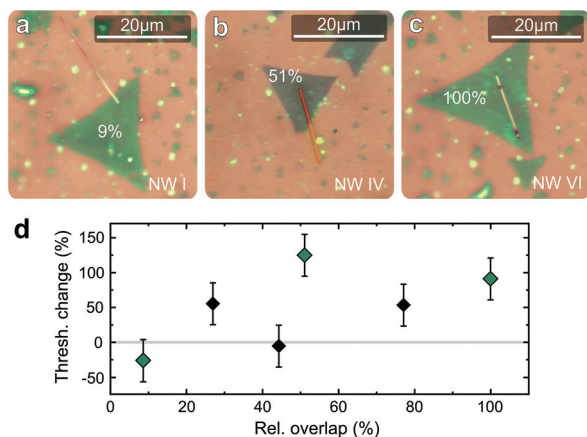 a
20μm
9%
NW I
b
20μm
51%
NW IV
c
20μm
100%
NW VI
d
Thresh. change (%)
150
100
50
0
-50
0
20
40
60
80
100
Rel. overlap (%)